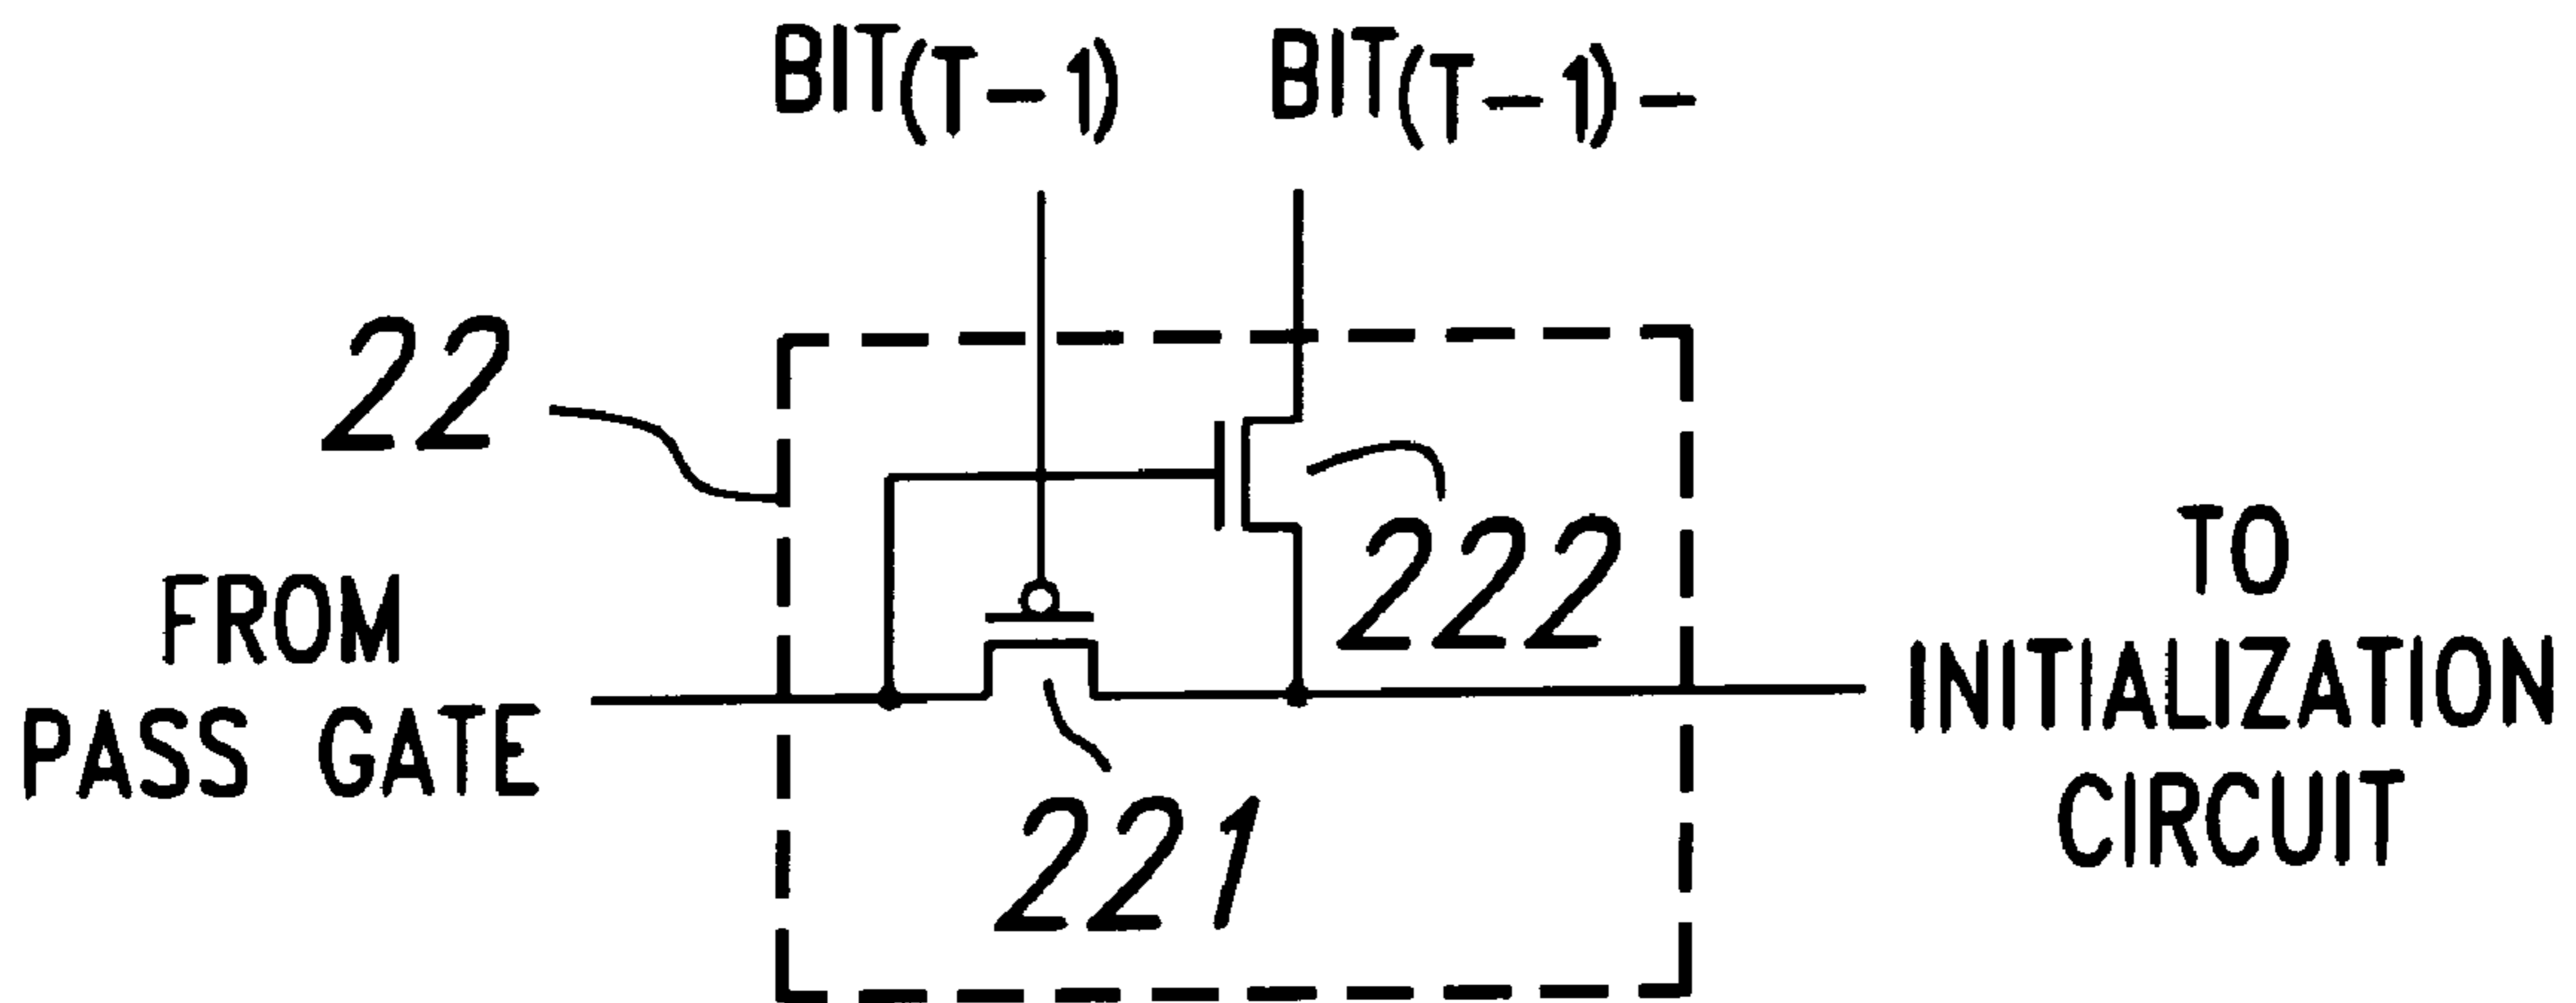 BIT(T-1) BIT(T-1)-
22
222
FROM
PASS GATE
221
TO
INITIALIZATION
CIRCUIT